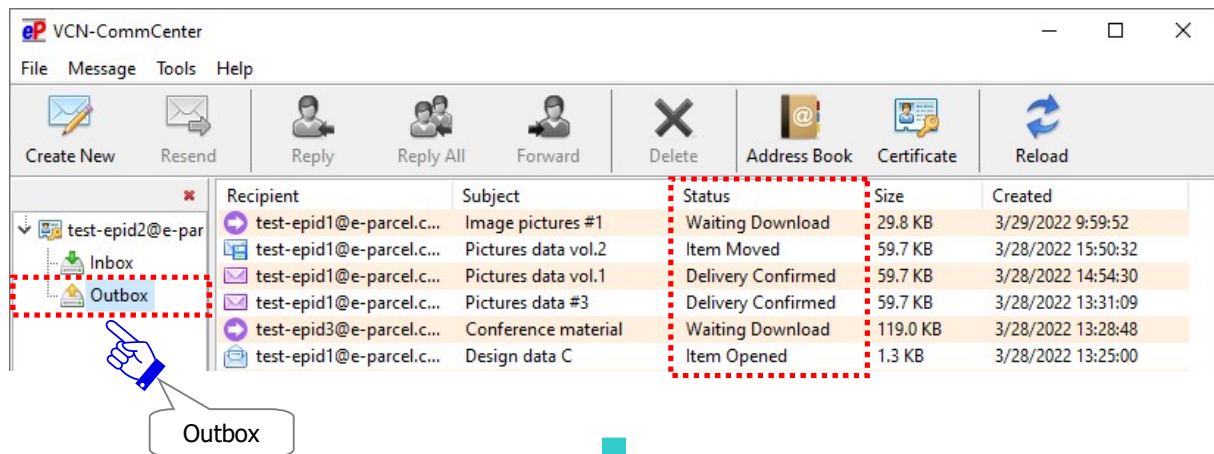 eP VCN-CommCenter
File Message Tools Help
Create New Resend Reply Reply All Forward Delete Address Book Certificate Reload
Recipient Subject Status Size Created
test-epid2@e-par
Inbox
Outbox
test-epid1@e-parcel.c... Image pictures #1 Waiting Download 29.8 KB 3/29/2022 9:59:52
test-epid1@e-parcel.c... Pictures data vol.2 Item Moved 59.7 KB 3/28/2022 15:50:32
test-epid1@e-parcel.c... Pictures data vol.1 Delivery Confirmed 59.7 KB 3/28/2022 14:54:30
test-epid1@e-parcel.c... Pictures data #3 Delivery Confirmed 59.7 KB 3/28/2022 13:31:09
test-epid3@e-parcel.c... Conference material Waiting Download 119.0 KB 3/28/2022 13:28:48
test-epid1@e-parcel.c... Design data C Item Opened 1.3 KB 3/28/2022 13:25:00
Outbox